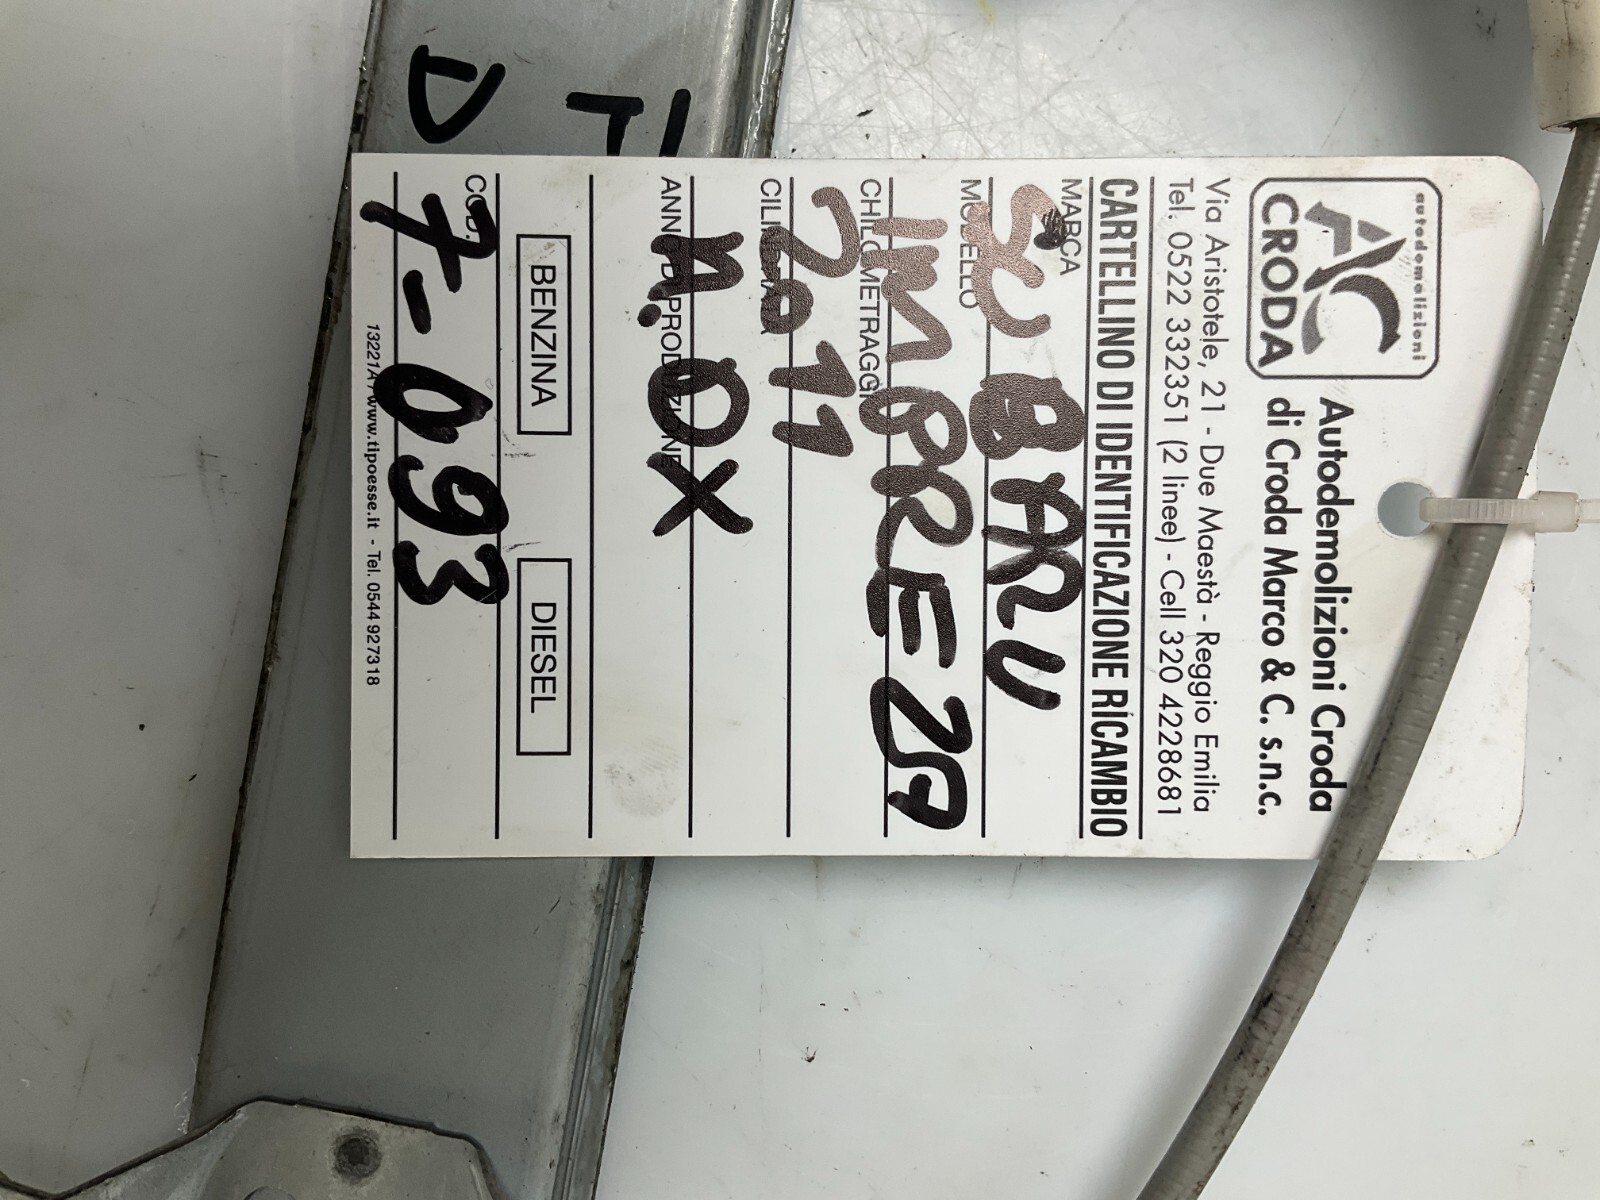 autodemolizioni
AC
CRODA
Autodemolizioni Croda
di Croda Marco & C. s.n.c.
Via Aristotele, 21 - Due Maestà - Reggio Emilia
Tel. 0522 332351 (2 linee) - Cell 320 4228681
CARTELLINO DI IDENTIFICAZIONE RICAMBIO
MARCA
SUBARU
MODELLO
IMPREZA
CHILOMETRAGGI
2011
CILINDRATA
ANNO DI PRODUZIONE
A.DX
BENZINA DIESEL
COD.
7-093
www.tipoesse.it - Tel. 0544 927318